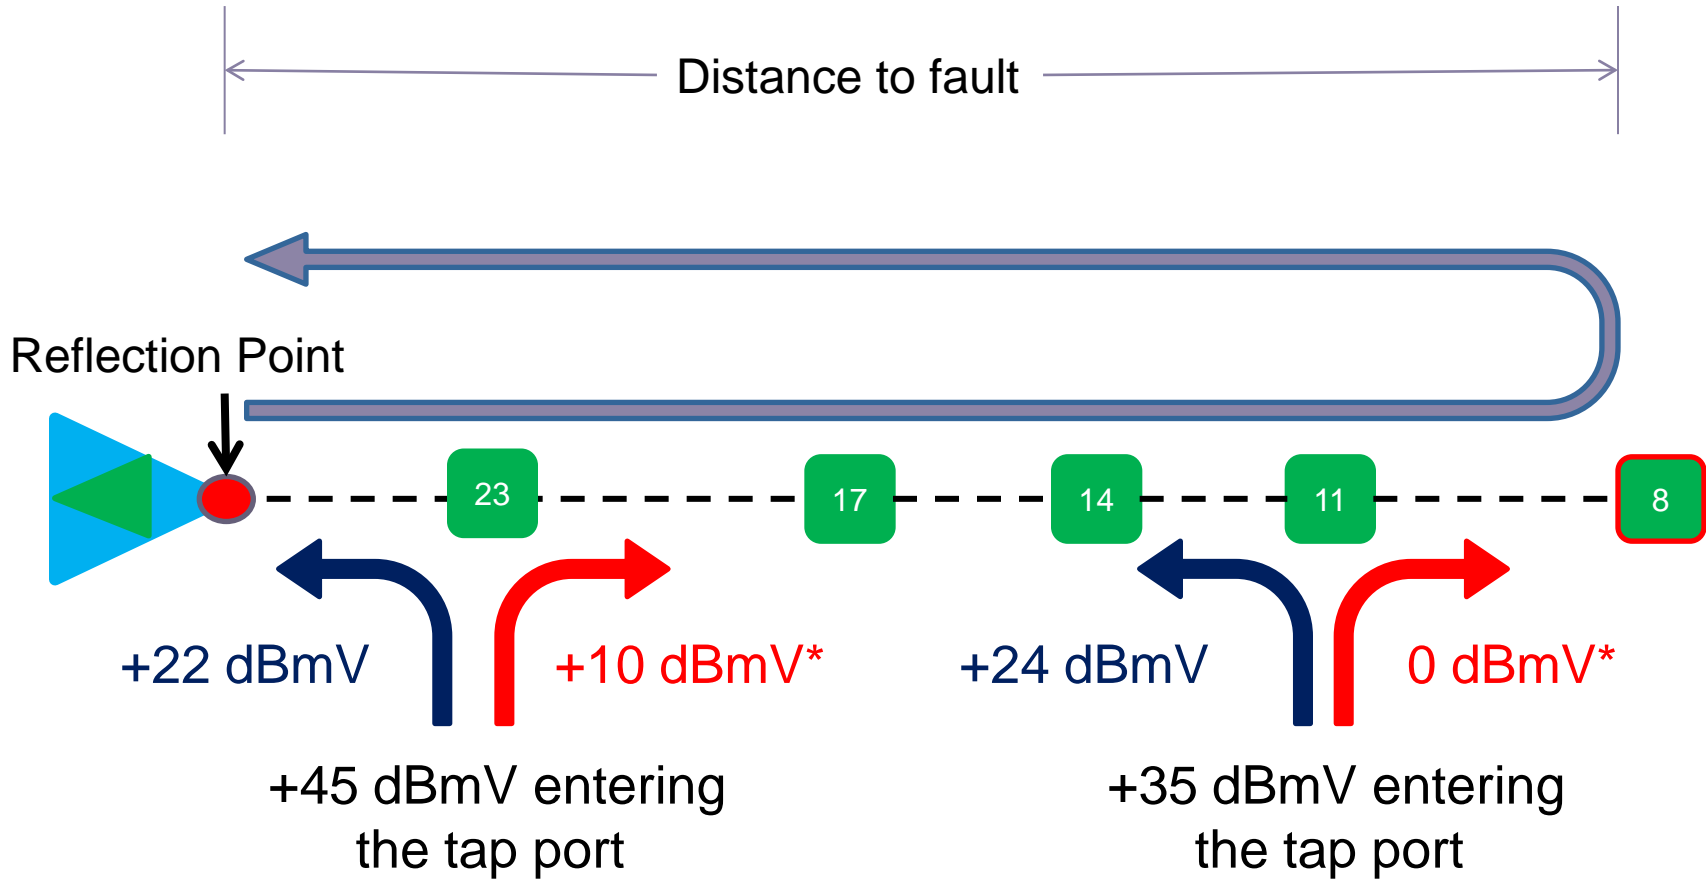 Distance to fault
Reflection Point
23
17
14
11
8
+22 dBmV
+10 dBmV*
+24 dBmV
0 dBmV*
+45 dBmV entering
the tap port
+35 dBmV entering
the tap port